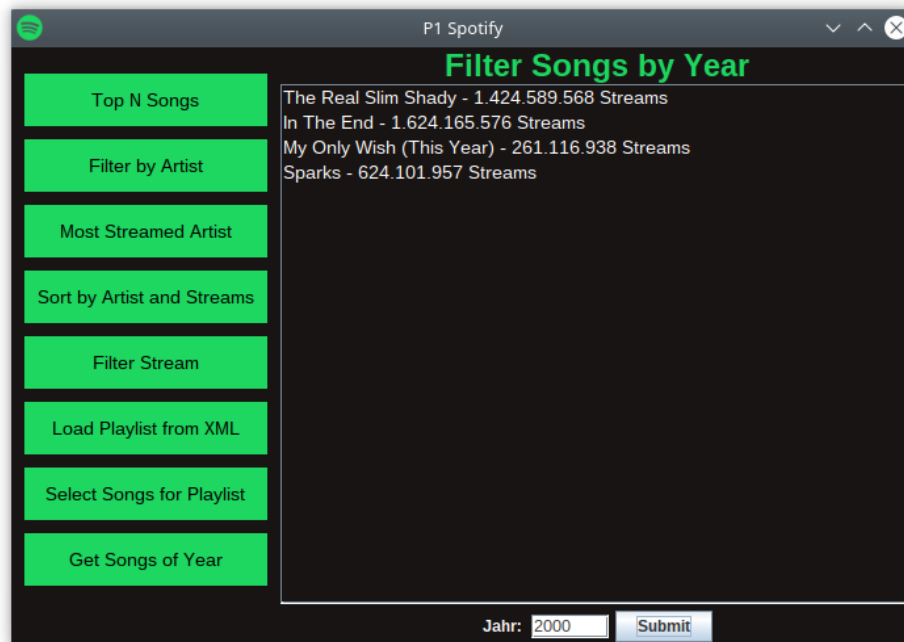 P1 Spotify
Top N Songs
Filter by Artist
Most Streamed Artist
Sort by Artist and Streams
Filter Stream
Load Playlist from XML
Select Songs for Playlist
Get Songs of Year
Filter Songs by Year
The Real Slim Shady - 1.424.589.568 Streams
In The End - 1.624.165.576 Streams
My Only Wish (This Year) - 261.116.938 Streams
Sparks - 624.101.957 Streams
Jahr: 2000 Submit